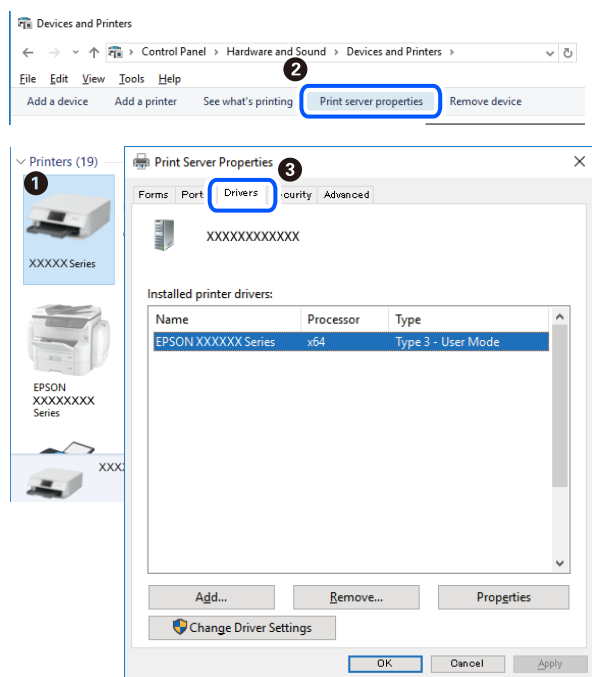 Devices and Printers
Control Panel > Hardware and Sound > Devices and Printers >
2
File Edit View Tools Help
Add a device Add a printer See what's printing Print server properties Remove device
Printers (19)
1
XXXXX Series
EPSON
XXXXXXXX
Series
XXX
Print Server Properties
3
Forms Port Drivers curity Advanced
XXXXXXXXXXXX
Installed printer drivers:
Name Processor Type
EPSON XXXXXX Series x64 Type 3 - User Mode
Add... Remove... Properties
Change Driver Settings
OK Cancel Apply